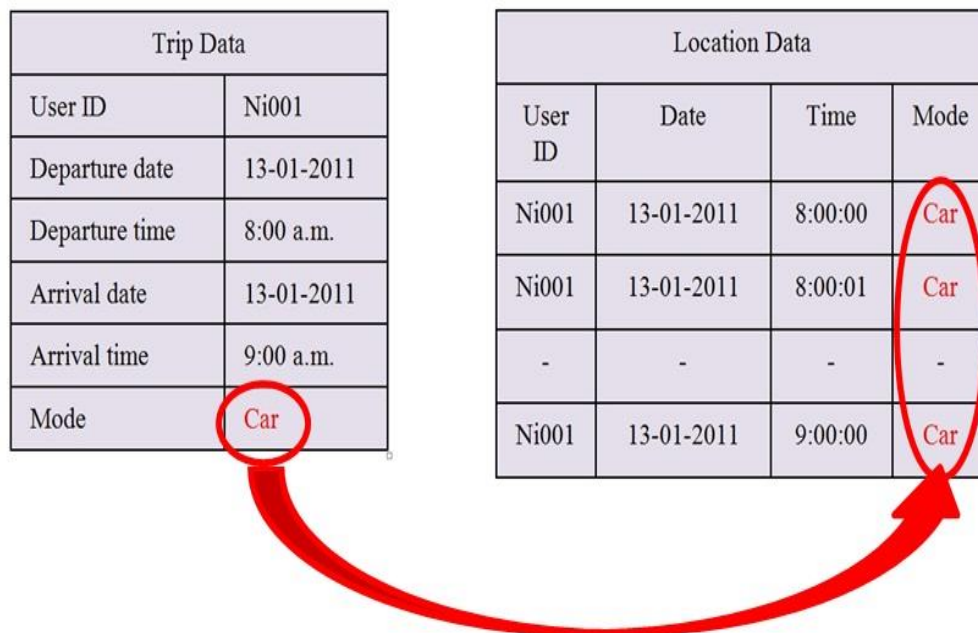 Trip Data
User ID Ni001
Departure date 13-01-2011
Departure time 8:00 a.m.
Arrival date 13-01-2011
Arrival time 9:00 a.m.
Mode Car
Location Data
User ID Date Time Mode
Ni001 13-01-2011 8:00:00 Car
Ni001 13-01-2011 8:00:01 Car
- - - -
Ni001 13-01-2011 9:00:00 Car